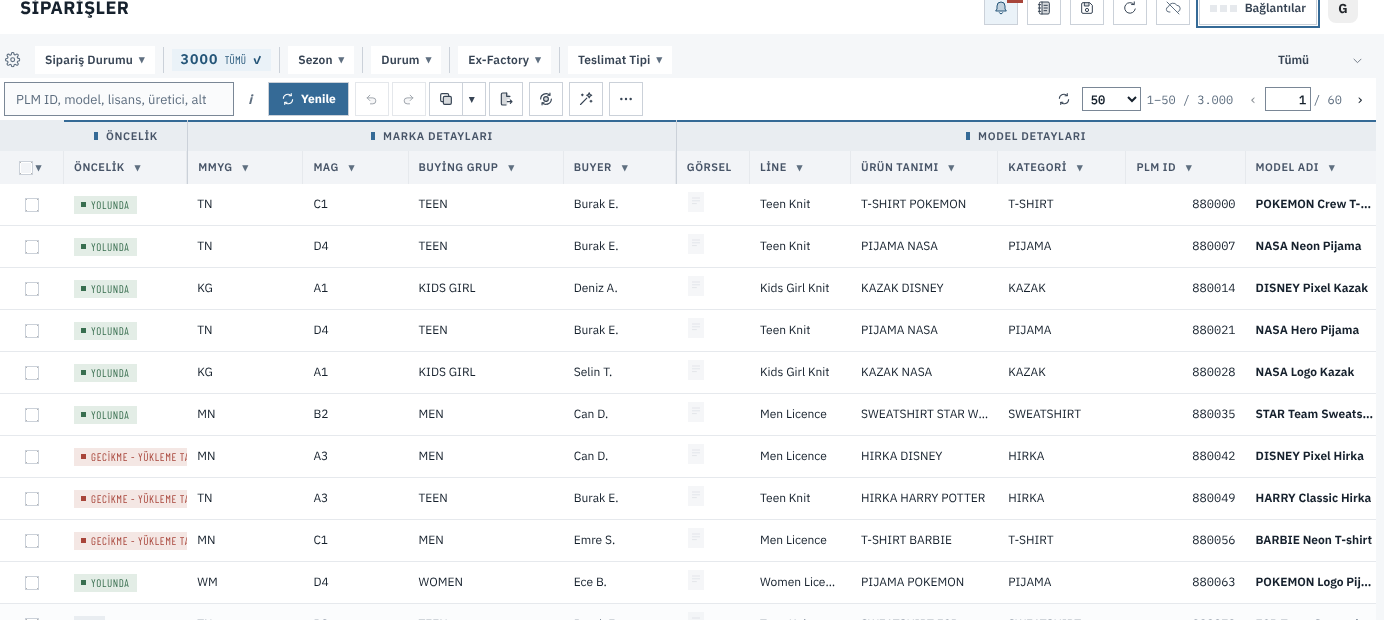 SİPARİŞLER
Bağlantılar
G
Sipariş Durumu ▾ 3000 TÜMÜ ✓ Sezon ▾ Durum ▾ Ex-Factory ▾ Teslimat Tipi ▾ Tümü
PLM ID, model, lisans, üretici, alt i Yenile 50 1–50 / 3.000 ‹ 1 / 60 ›
ÖNCELİK MARKA DETAYLARI MODEL DETAYLARI
ÖNCELİK ▼ MMYG ▼ MAG ▼ BUYİNG GRUP ▼ BUYER ▼ GÖRSEL LİNE ▼ ÜRÜN TANIMI ▼ KATEGORİ ▼ PLM ID ▼ MODEL ADI ▼
YOLUNDA TN C1 TEEN Burak E. Teen Knit T-SHIRT POKEMON T-SHIRT 880000 POKEMON Crew T-...
YOLUNDA TN D4 TEEN Burak E. Teen Knit PIJAMA NASA PIJAMA 880007 NASA Neon Pijama
YOLUNDA KG A1 KIDS GIRL Deniz A. Kids Girl Knit KAZAK DISNEY KAZAK 880014 DISNEY Pixel Kazak
YOLUNDA TN D4 TEEN Burak E. Teen Knit PIJAMA NASA PIJAMA 880021 NASA Hero Pijama
YOLUNDA KG A1 KIDS GIRL Selin T. Kids Girl Knit KAZAK NASA KAZAK 880028 NASA Logo Kazak
YOLUNDA MN B2 MEN Can D. Men Licence SWEATSHIRT STAR W... SWEATSHIRT 880035 STAR Team Sweats...
GECİKME - YÜKLEME TA MN A3 MEN Can D. Men Licence HIRKA DISNEY HIRKA 880042 DISNEY Pixel Hirka
GECİKME - YÜKLEME TA TN A3 TEEN Burak E. Teen Knit HIRKA HARRY POTTER HIRKA 880049 HARRY Classic Hirka
GECİKME - YÜKLEME TA MN C1 MEN Emre S. Men Licence T-SHIRT BARBIE T-SHIRT 880056 BARBIE Neon T-shirt
YOLUNDA WM D4 WOMEN Ece B. Women Lice... PIJAMA POKEMON PIJAMA 880063 POKEMON Logo Pij...